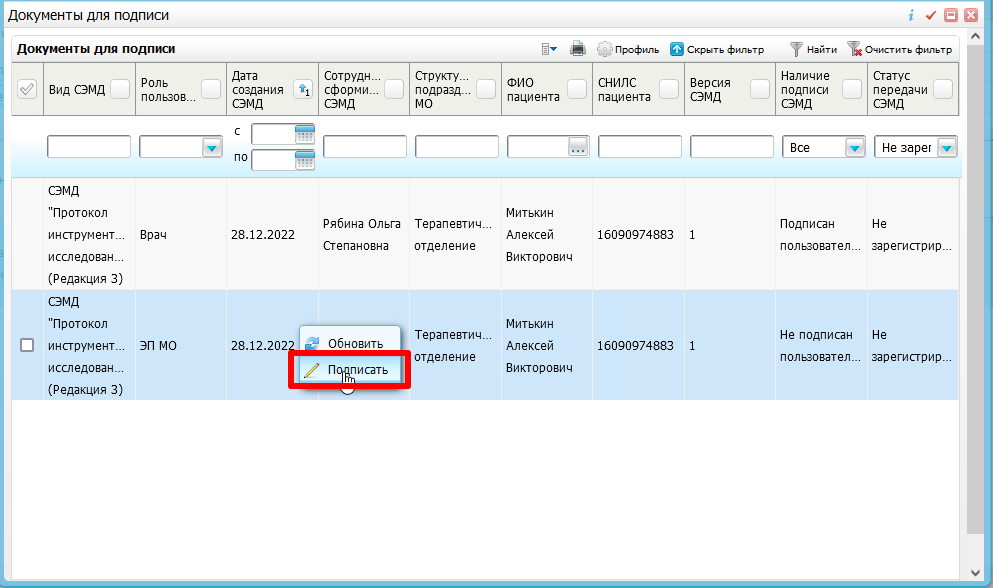 Документы для подписи
Документы для подписи
Профиль
Скрыть фильтр
Найти
Очистить фильтр
Вид СЭМД
Роль
пользов...
Дата
создания
СЭМД
1
Сотрудн...
сформи...
СЭМД
Структу...
подразд...
МО
ФИО
пациента
СНИЛС
пациента
Версия
СЭМД
Наличие
подписи
СЭМД
Статус
передачи
СЭМД
с
по
...
Все
Не зарег
СЭМД
"Протокол
инструмент...
исследован...
(Редакция 3)
Врач
28.12.2022
Рябина Ольга
Степановна
Терапевтич...
отделение
Митькин
Алексей
Викторович
16090974883
1
Подписан
пользовател...
Не
зарегистрир...
СЭМД
"Протокол
инструмент...
исследован...
(Редакция 3)
ЭП МО
28.12.2022
Обновить
Подписать
Терапевтич...
отделение
Митькин
Алексей
Викторович
16090974883
1
Не подписан
пользовател...
Не
зарегистрир...